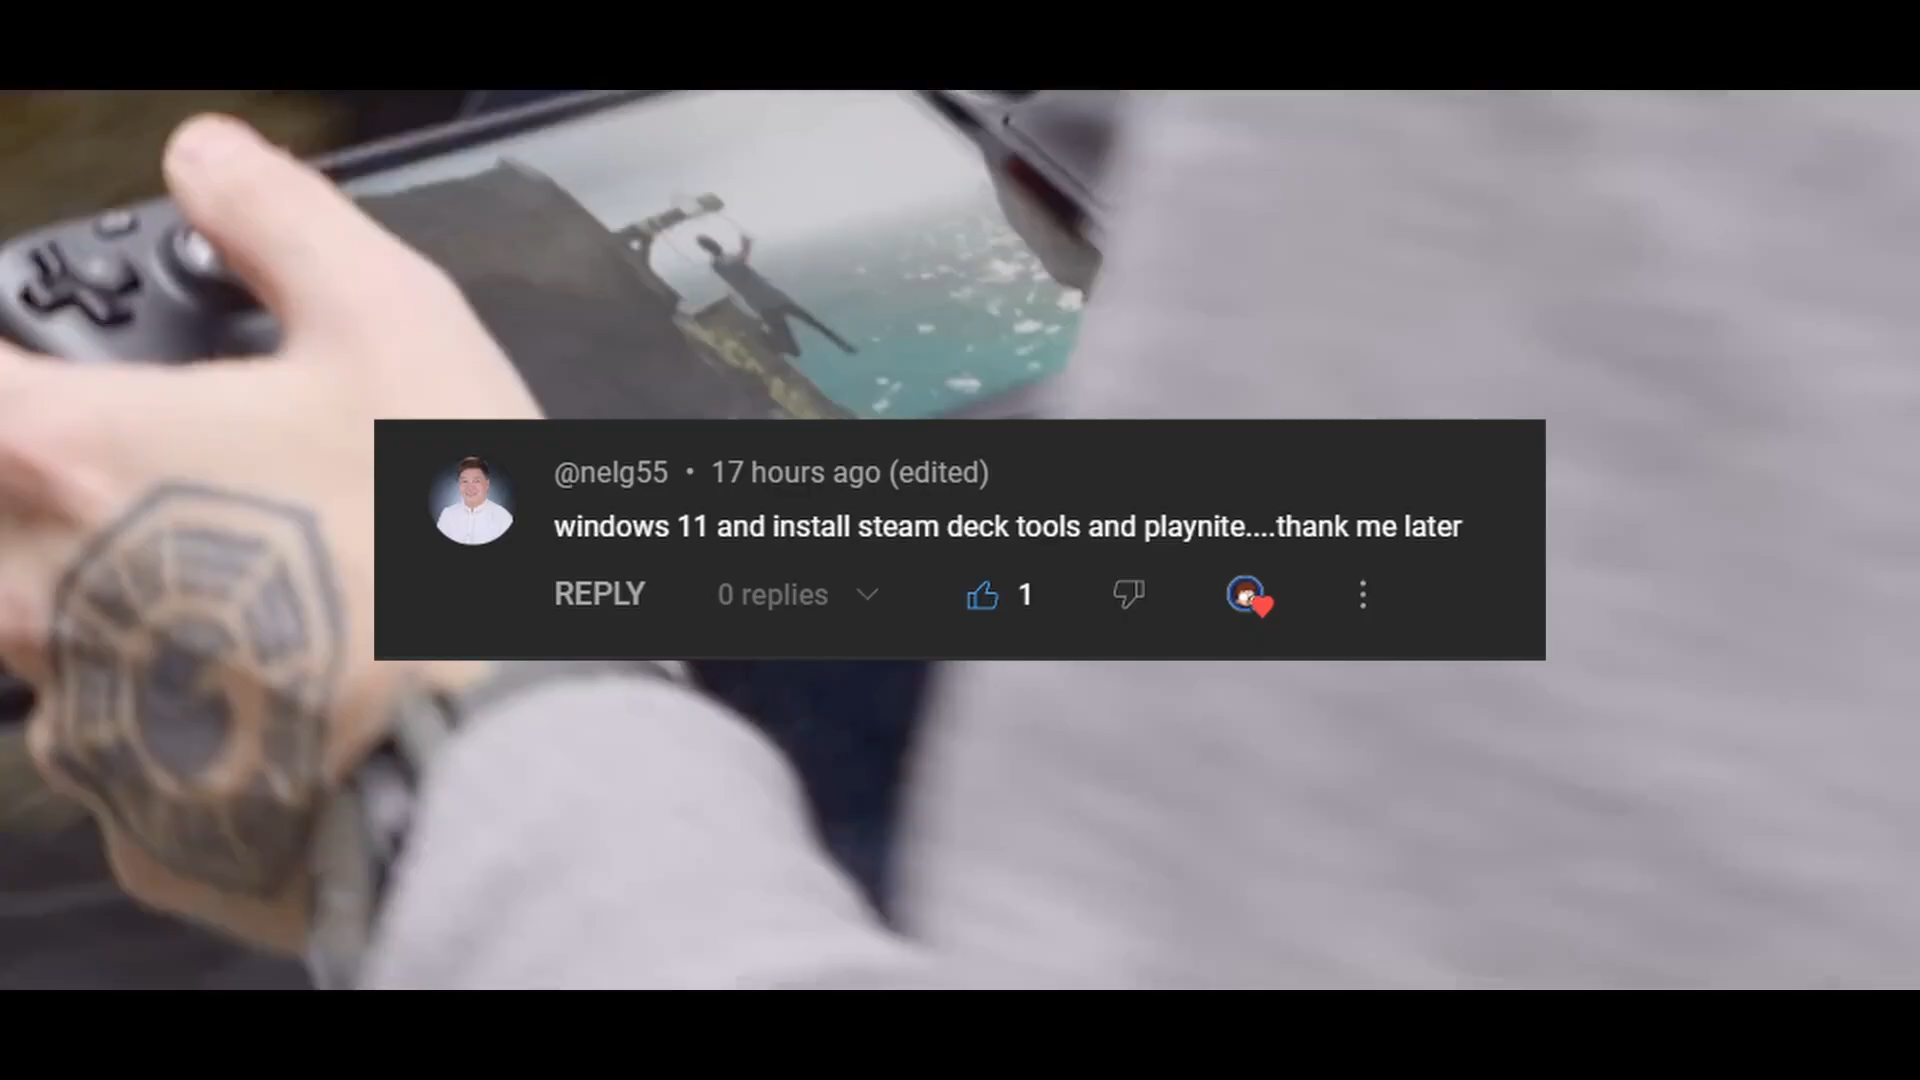 @nelg55 • 17 hours ago (edited)
windows 11 and install steam deck tools and playnite....thank me later
REPLY 0 replies 1